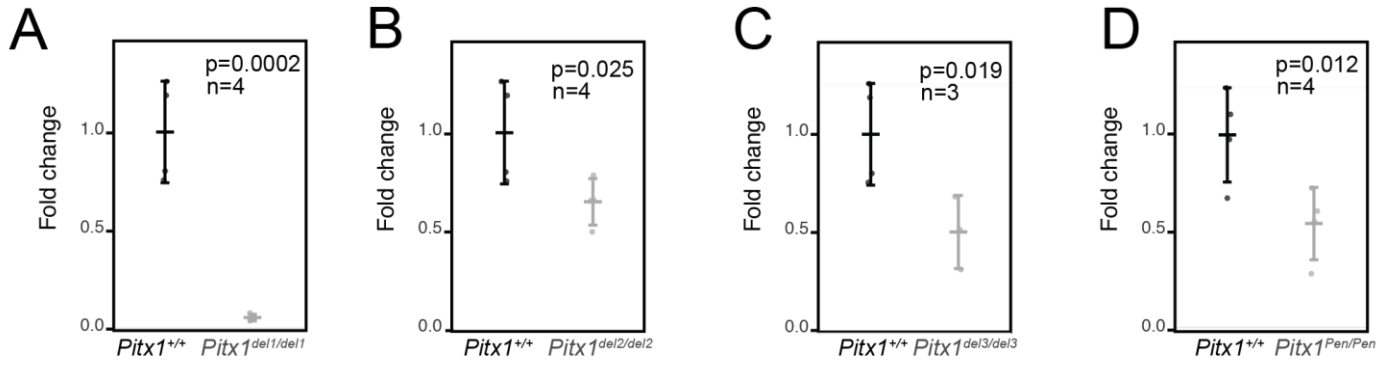 A
Fold change
1.0
0.5
0.0
p=0.0002
n=4
Pitx1+/+ Pitx1del1/del1
B
Fold change
1.0
0.5
0.0
p=0.025
n=4
Pitx1+/+ Pitx1del2/del2
C
Fold change
1.0
0.5
0.0
p=0.019
n=3
Pitx1+/+ Pitx1del3/del3
D
Fold change
1.0
0.5
0.0
p=0.012
n=4
Pitx1+/+ Pitx1Pen/Pen